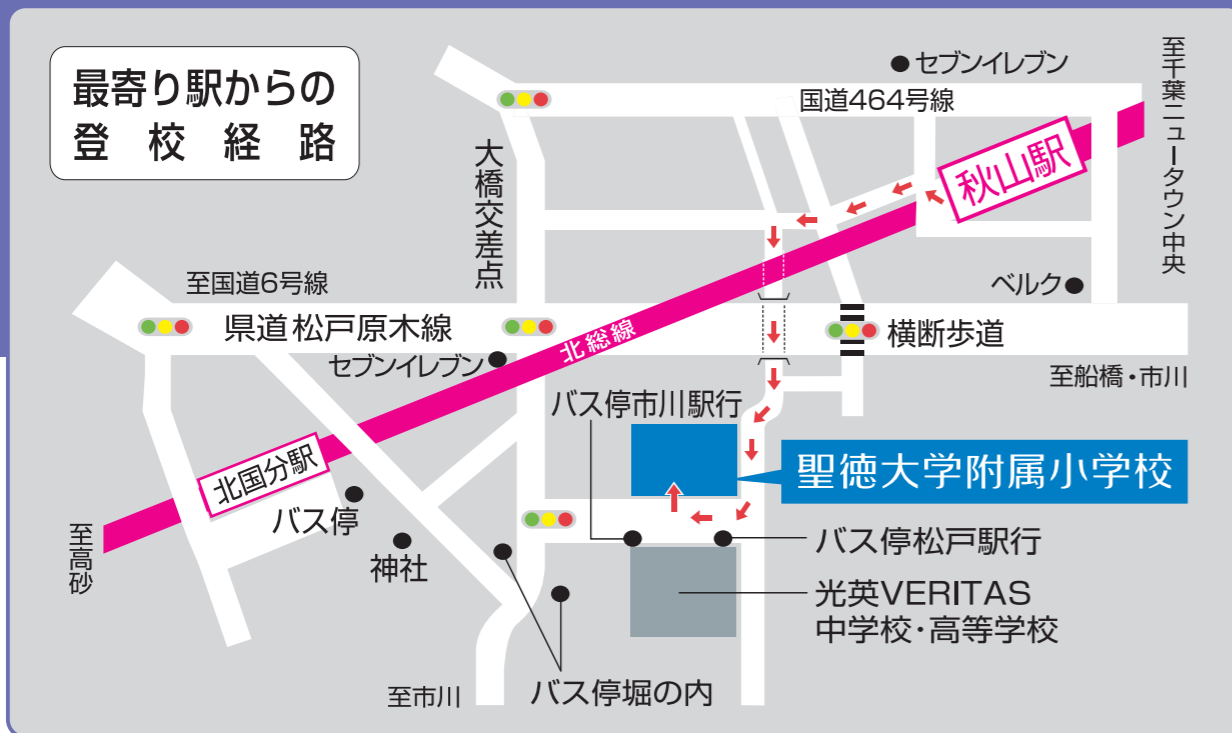 最寄り駅からの
登校経路
セブンイレブン
国道464号線
至千葉ニュータウン中央
大橋交差点
秋山駅
至国道6号線
ベルク
県道松戸原木線
横断歩道
北総線
セブンイレブン
至船橋・市川
バス停市川駅行
聖徳大学附属小学校
北国分駅
バス停
至高砂
神社
バス停松戸駅行
光英VERITAS
中学校・高等学校
至市川
バス停堀の内